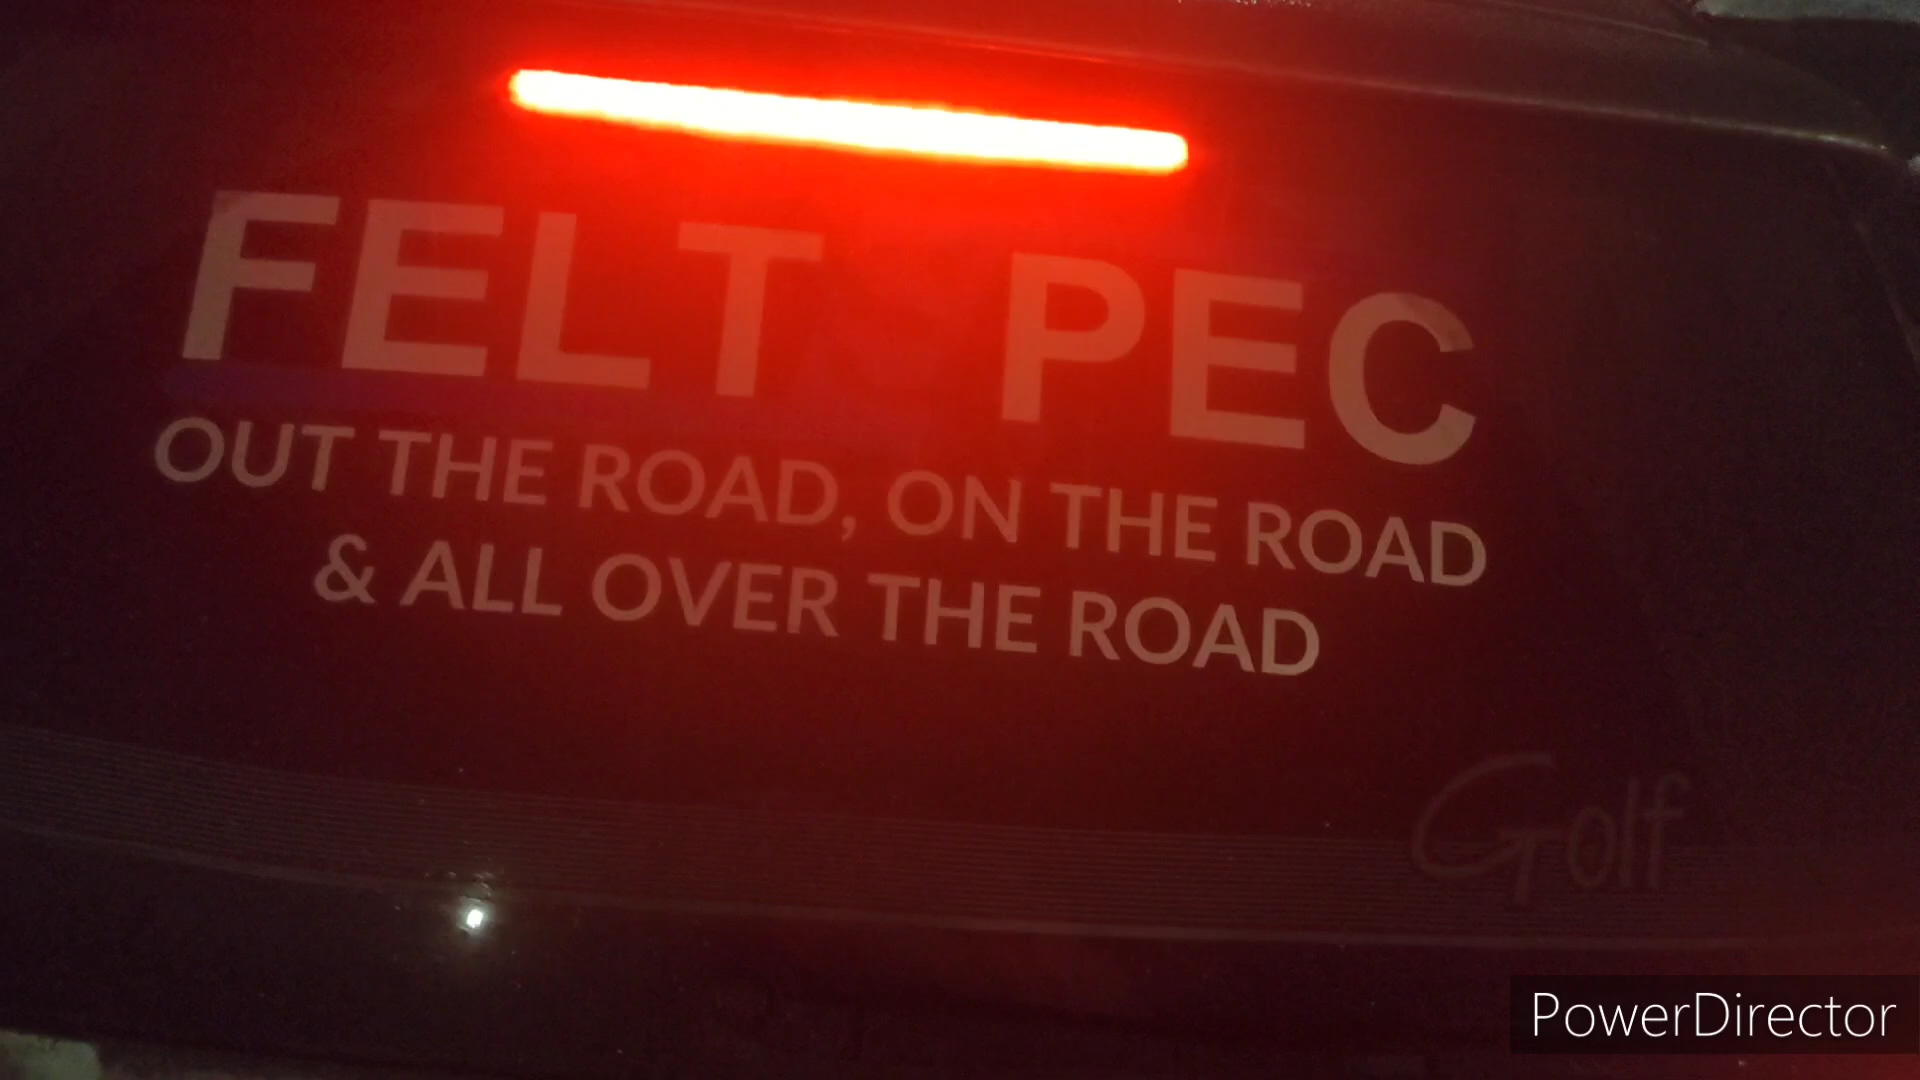 FELT PEC
OUT THE ROAD, ON THE ROAD
& ALL OVER THE ROAD
Golf
PowerDirector